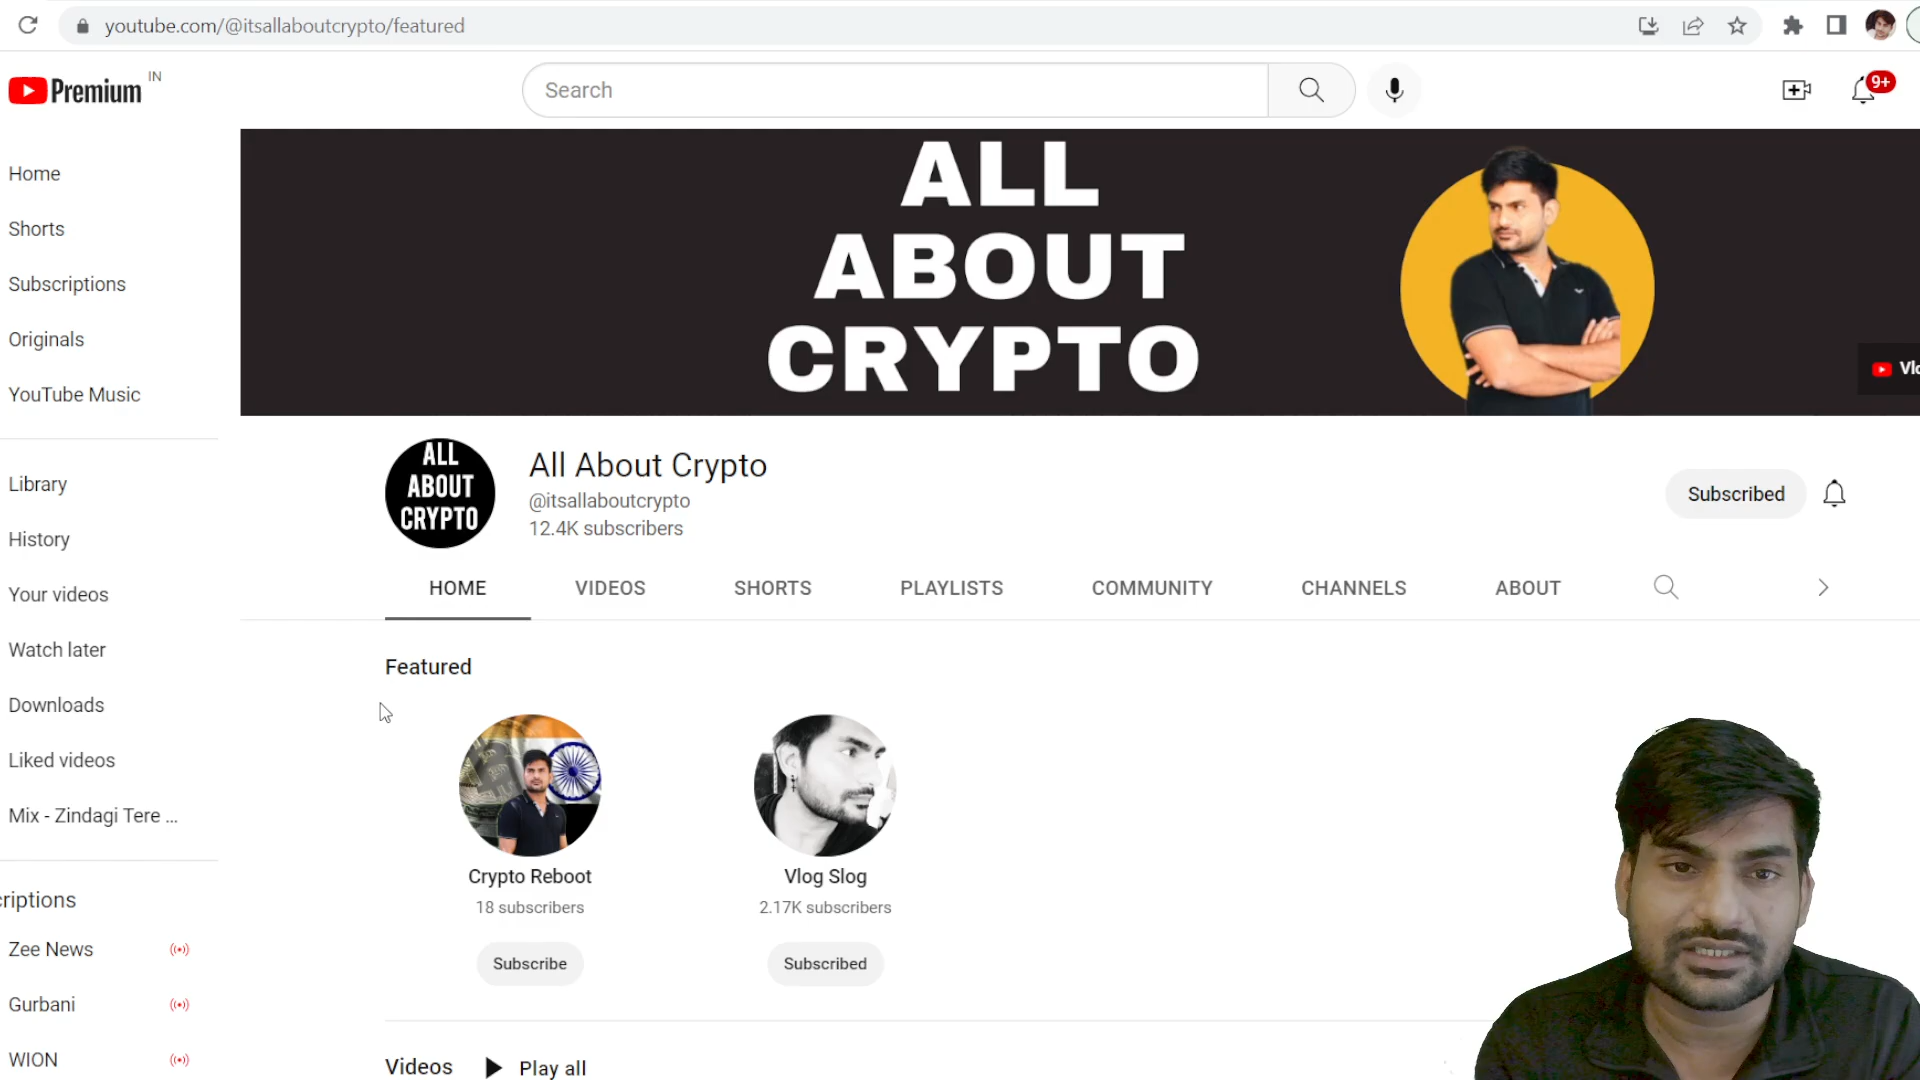 youtube.com/@itsallaboutcrypto/featured
Premium IN
Search
9+
Home
Shorts
Subscriptions
Originals
YouTube Music
Library
History
Your videos
Watch later
Downloads
Liked videos
Mix - Zindagi Tere ...
criptions
Zee News
Gurbani
WION
ALL
ABOUT
CRYPTO
Vlo
ALL
ABOUT
CRYPTO
All About Crypto
@itsallaboutcrypto
12.4K subscribers
Subscribed
HOME VIDEOS SHORTS PLAYLISTS COMMUNITY CHANNELS ABOUT
Featured
Crypto Reboot
18 subscribers
Subscribe
Vlog Slog
2.17K subscribers
Subscribed
Videos Play all